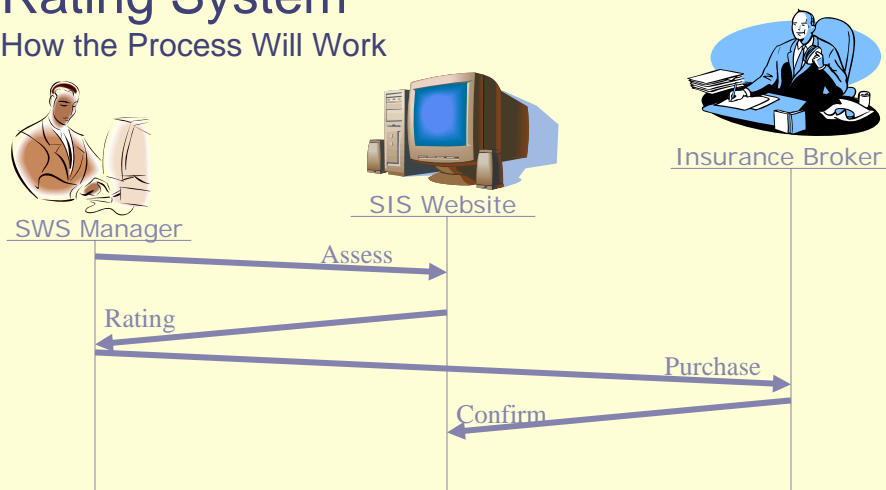 Rating System
How the Process Will Work
Insurance Broker
SIS Website
SWS Manager
Assess
Rating
Purchase
Confirm